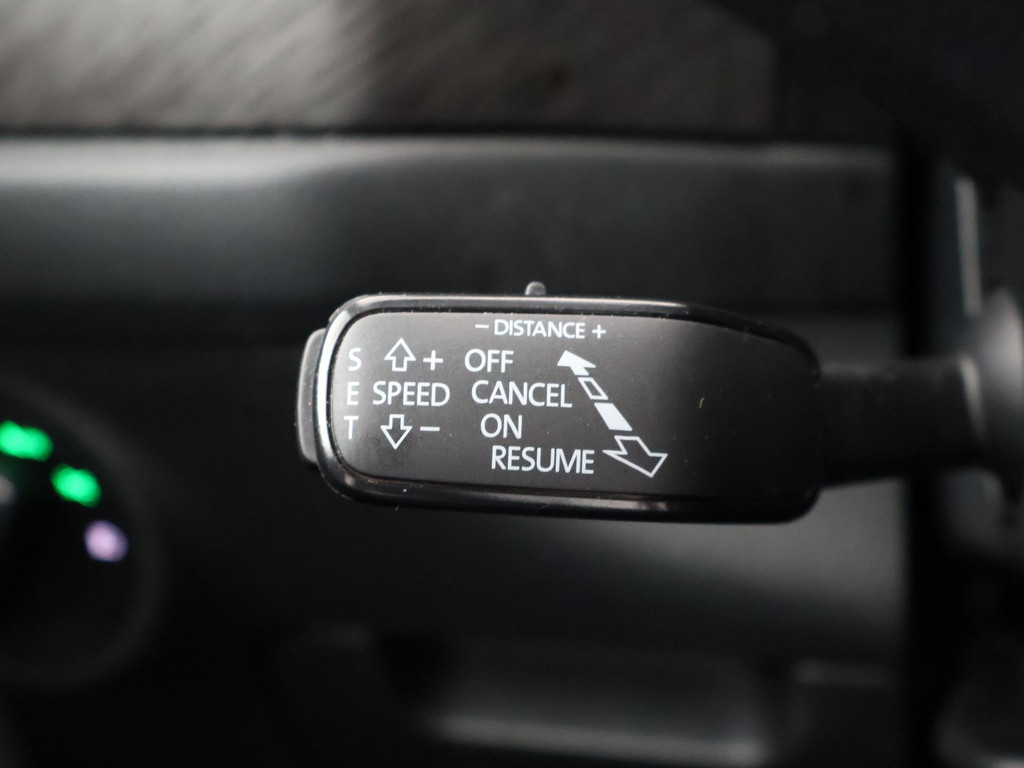 − DISTANCE +
S + OFF
E SPEED CANCEL
T − ON
RESUME